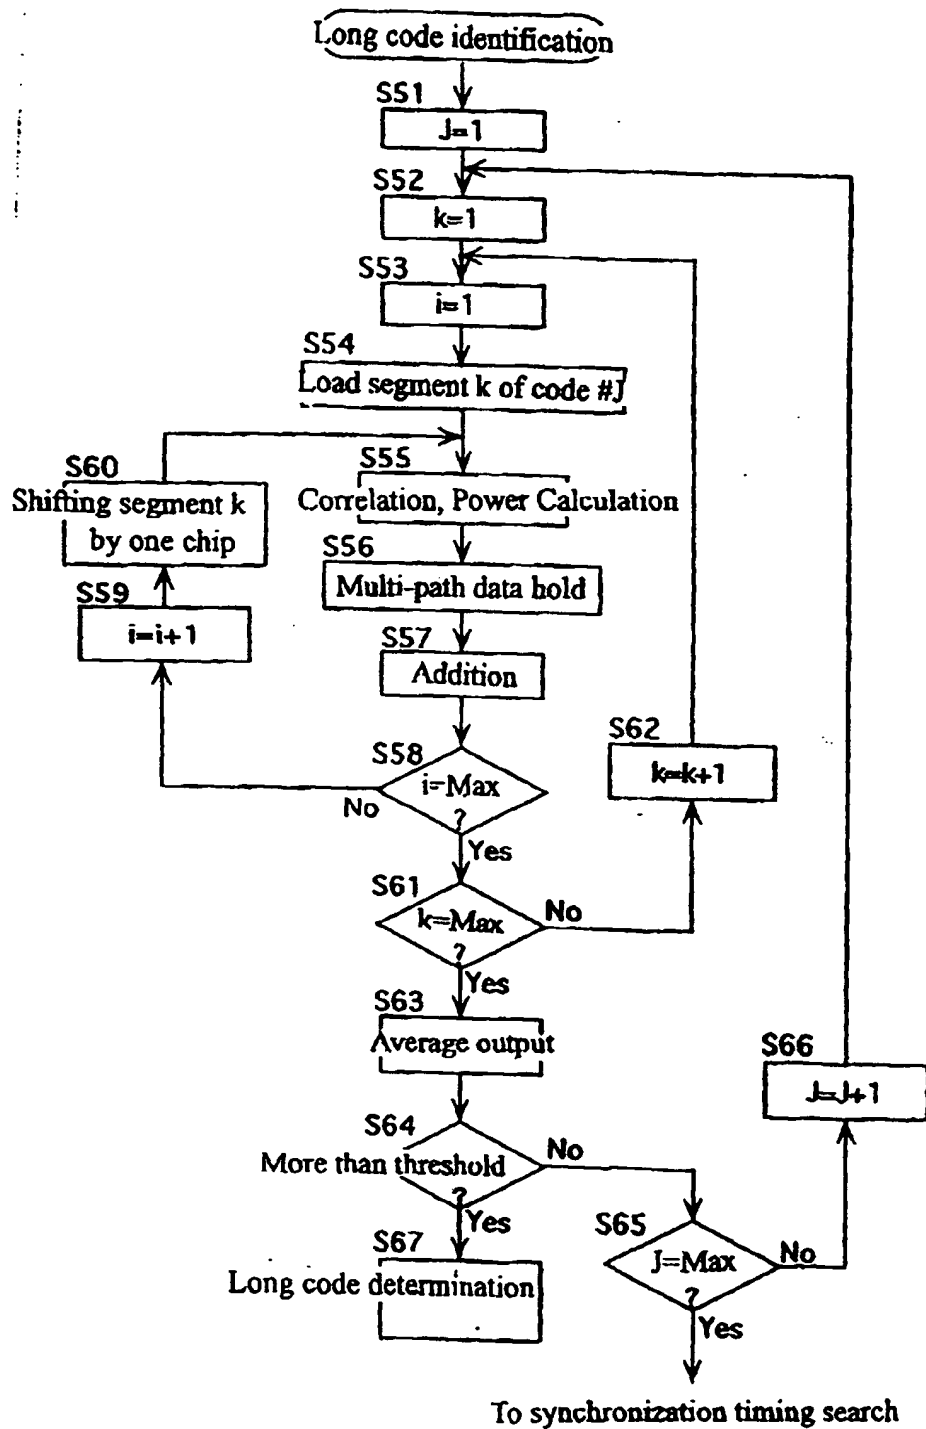 Long code identification
S51
J=1
S52
k=1
S53
i=1
S54
Load segment k of code #J
S60
Shifting segment k
by one chip
S55
Correlation, Power Calculation
S56
Multi-path data hold
S59
i=i+1
S57
Addition
S58
i=Max
?
No
Yes
S62
k=k+1
S61
k=Max
?
No
Yes
S63
Average output
S66
J=J+1
S64
More than threshold
?
No
Yes
S65
J=Max
?
No
Yes
S67
Long code determination
To synchronization timing search